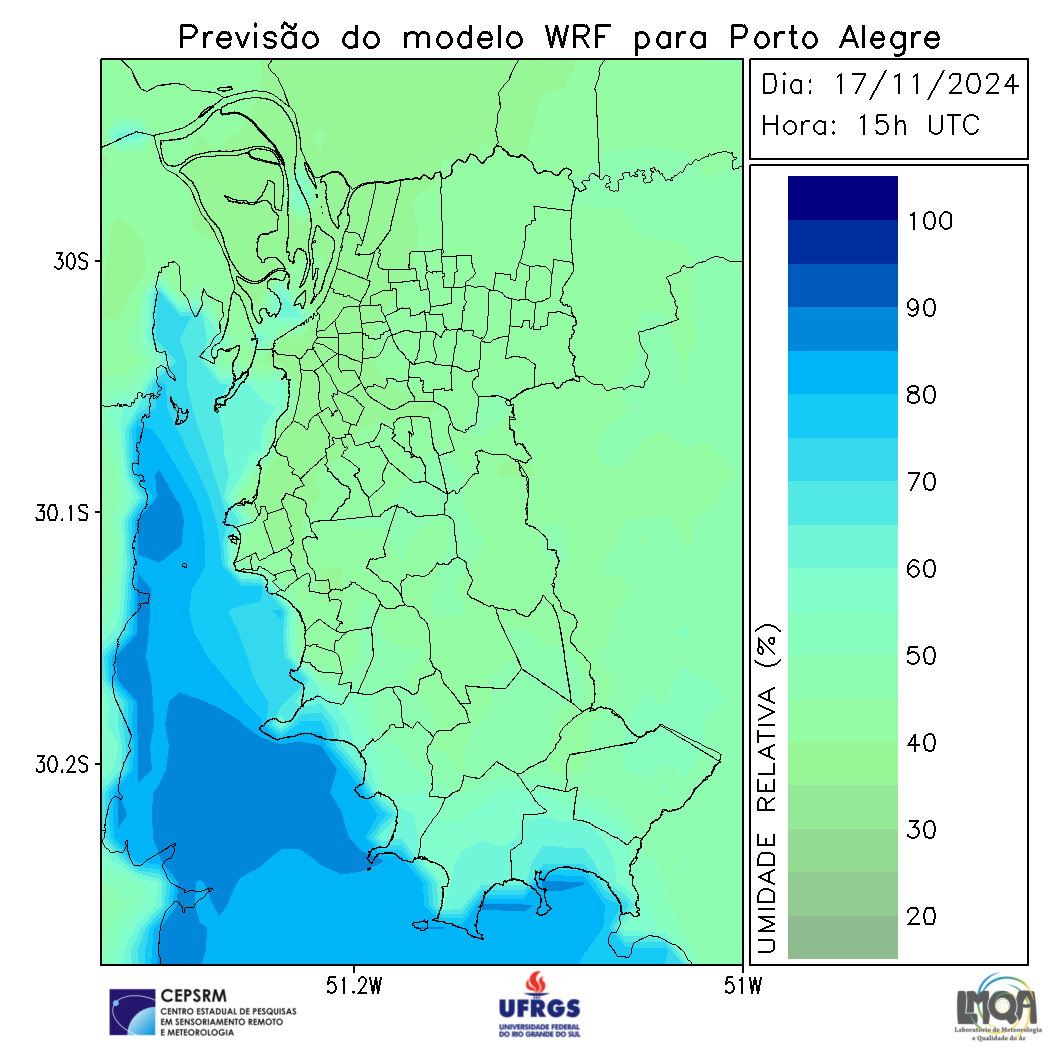 Previsão do modelo WRF para Porto Alegre
Dia: 17/11/2024
Hora: 15h UTC
30S
30.1S
30.2S
51.2W
51W
UMIDADE RELATIVA (%)
100
90
80
70
60
50
40
30
20
CEPSRM
CENTRO ESTADUAL DE PESQUISAS
EM SENSORIAMENTO REMOTO
E METEOROLOGIA
UFRGS
UNIVERSIDADE FEDERAL
DO RIO GRANDE DO SUL
LMQA
Laboratório de Meteorologia
e Qualidade do Ar